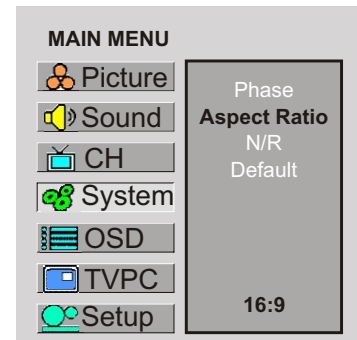 MAIN MENU
Picture
Sound
CH
System
OSD
TVPC
Setup
Phase
Aspect Ratio
N/R
Default
16:9